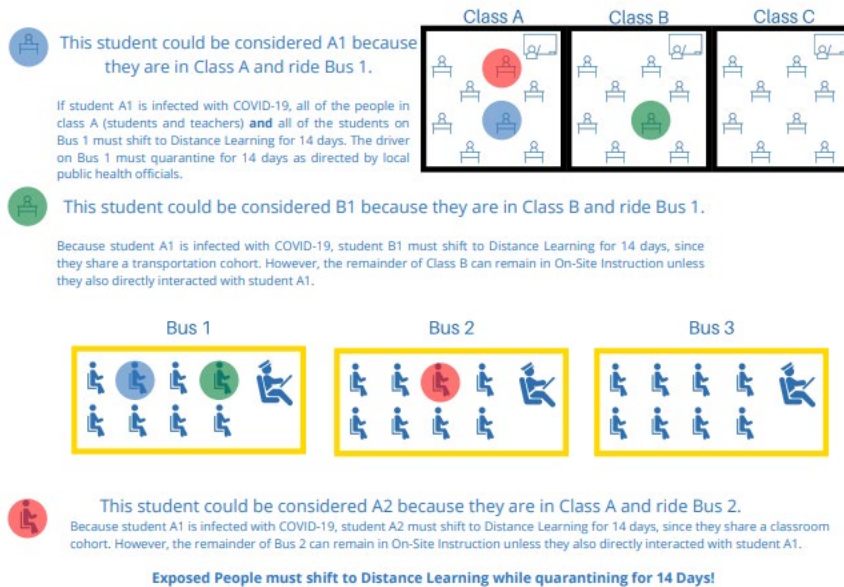 Class A Class B Class C
This student could be considered A1 because
they are in Class A and ride Bus 1.
If student A1 is infected with COVID-19, all of the people in
class A (students and teachers) and all of the students on
Bus 1 must shift to Distance Learning for 14 days. The driver
on Bus 1 must quarantine for 14 days as directed by local
public health officials.
This student could be considered B1 because they are in Class B and ride Bus 1.
Because student A1 is infected with COVID-19, student B1 must shift to Distance Learning for 14 days, since
they share a transportation cohort. However, the remainder of Class B can remain in On-Site Instruction unless
they also directly interacted with student A1.
Bus 1 Bus 2 Bus 3
This student could be considered A2 because they are in Class A and ride Bus 2.
Because student A1 is infected with COVID-19, student A2 must shift to Distance Learning for 14 days, since they share a classroom
cohort. However, the remainder of Bus 2 can remain in On-Site Instruction unless they also directly interacted with student A1.
Exposed People must shift to Distance Learning while quarantining for 14 Days!